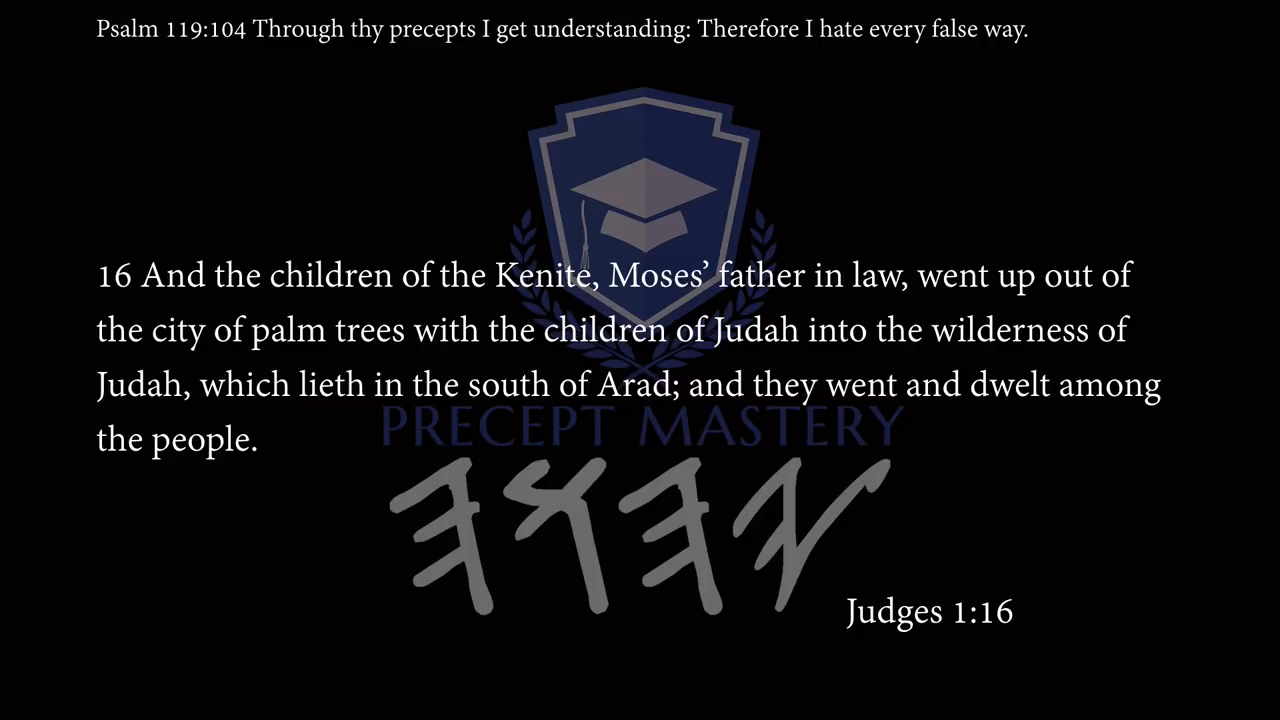 Psalm 119:104 Through thy precepts I get understanding: Therefore I hate every false way.
16 And the children of the Kenite, Moses’ father in law, went up out of
the city of palm trees with the children of Judah into the wilderness of
Judah, which lieth in the south of Arad; and they went and dwelt among
the people.
PRECEPT MASTERY
𐤉𐤄𐤅𐤄
Judges 1:16